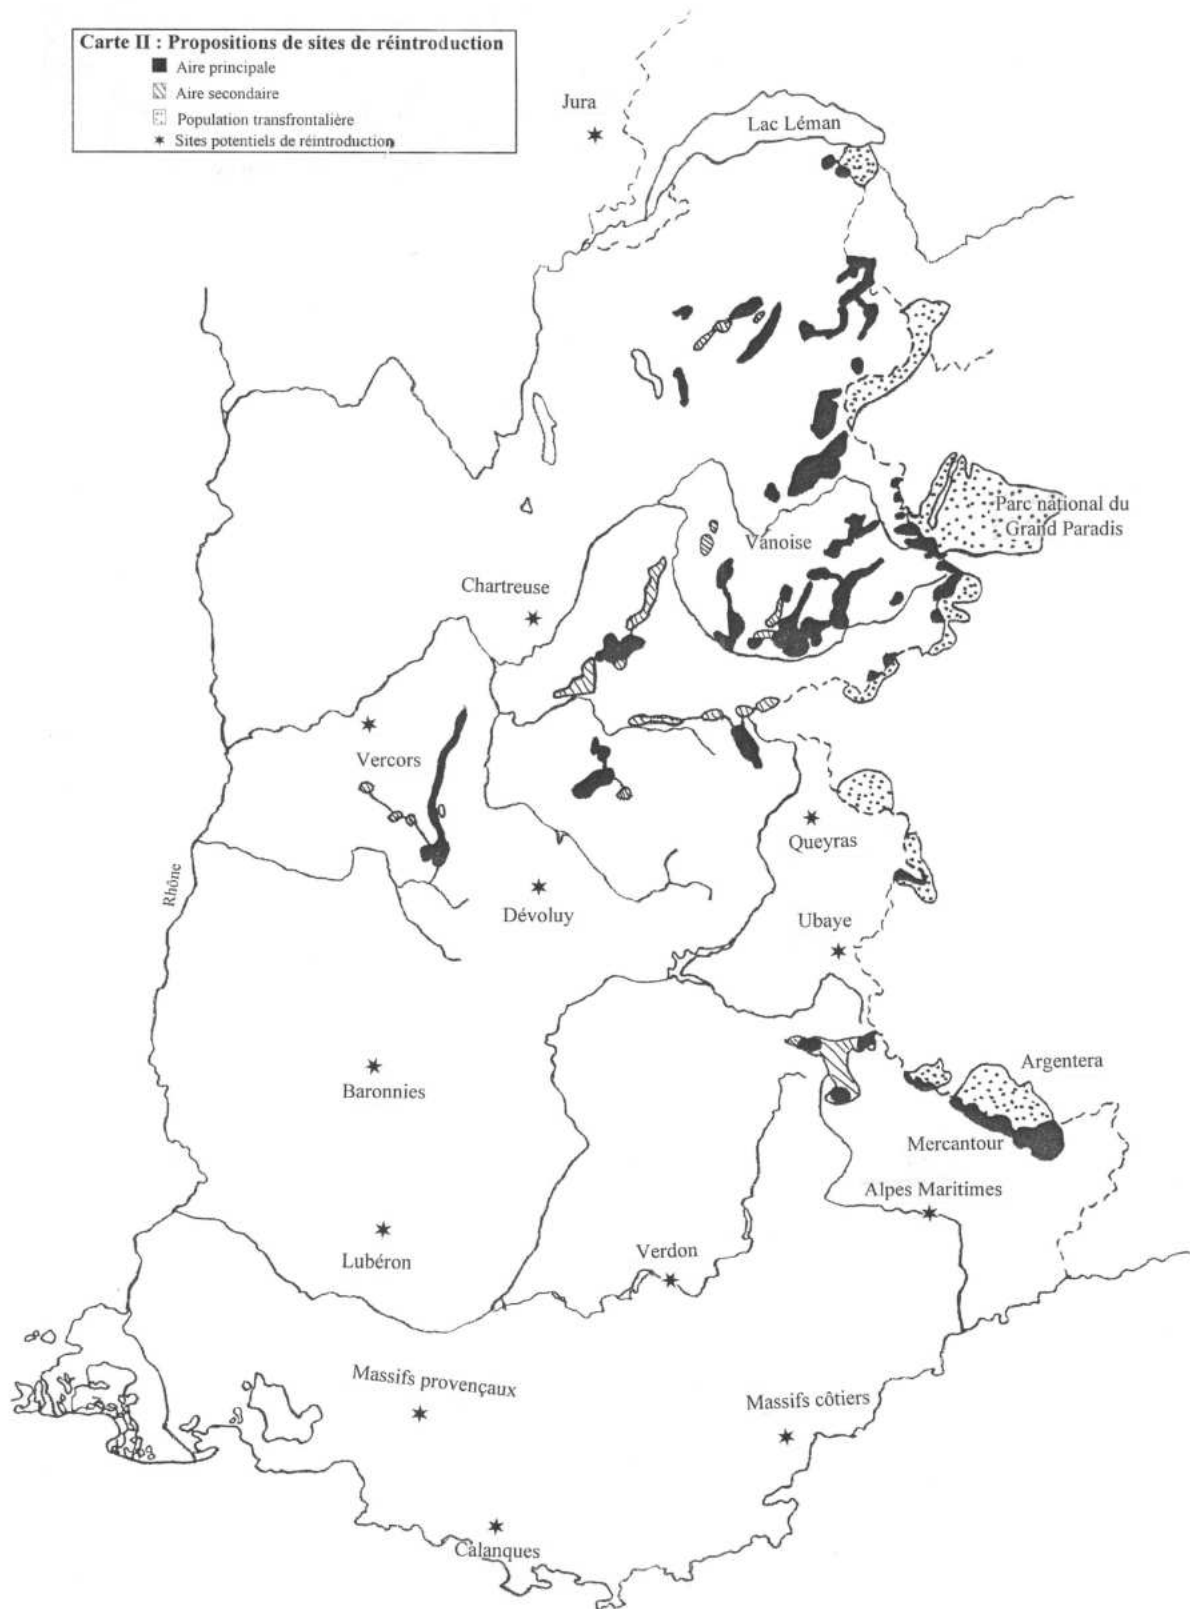 Carte II : Propositions de sites de réintroduction
Aire principale
Aire secondaire
Population transfrontalière
Sites potentiels de réintroduction
Jura
Lac Léman
Parc national du
Grand Paradis
Vanoise
Chartreuse
Vercors
Queyras
Rhône
Dévoluy
Ubaye
Argentera
Baronnies
Mercantour
Alpes Maritimes
Lubéron
Verdon
Massifs provençaux
Massifs côtiers
Calanques